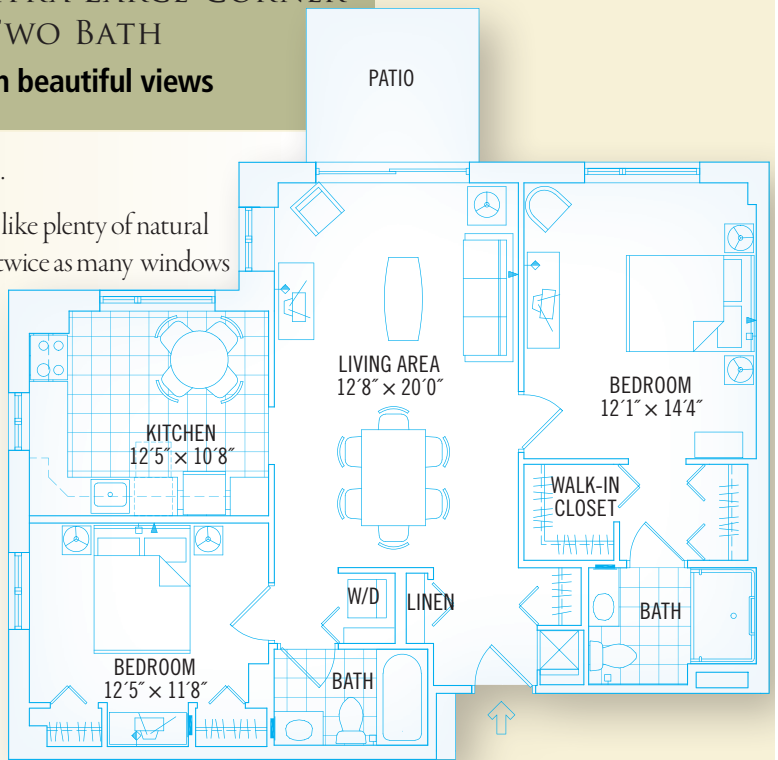 TWO BATH
beautiful views
.
like plenty of natural
twice as many windows
PATIO
LIVING AREA
12′8″ × 20′0″
BEDROOM
12′1″ × 14′4″
KITCHEN
12′5″ × 10′8″
WALK-IN
CLOSET
W/D
LINEN
BATH
BEDROOM
12′5″ × 11′8″
BATH